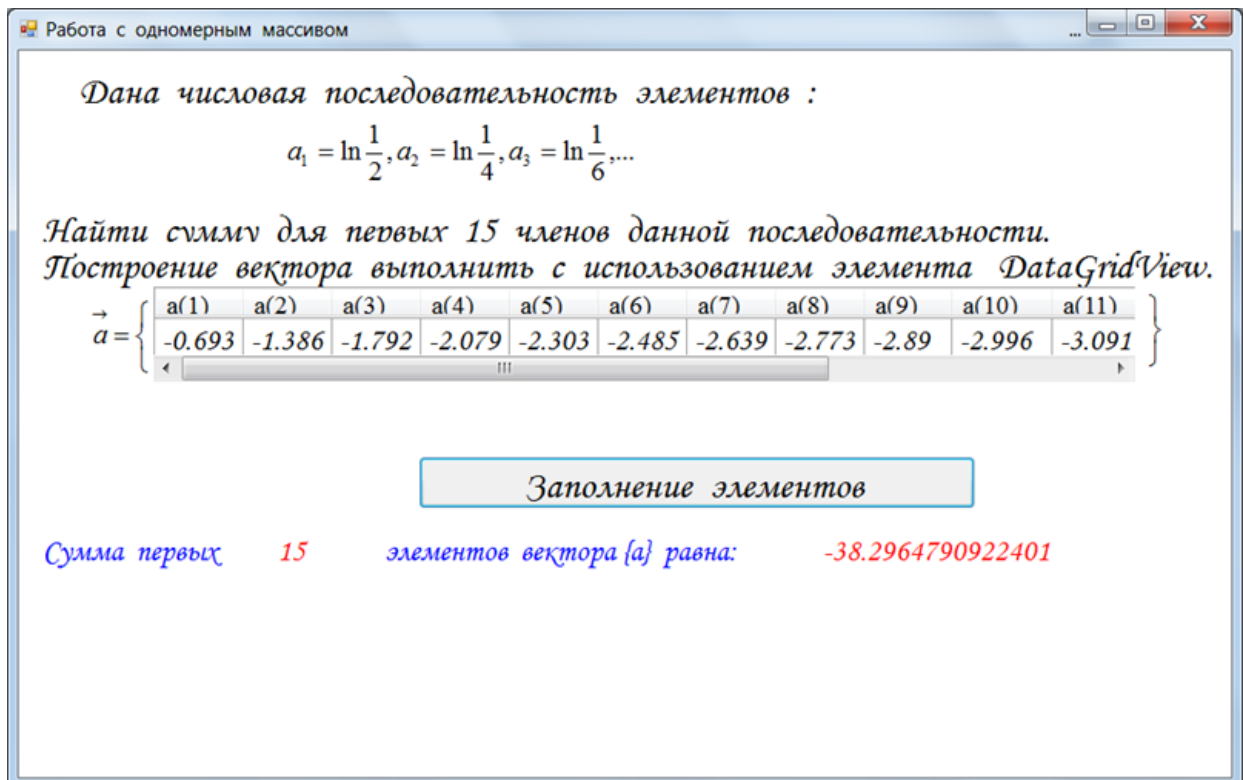 Работа с одномерным массивом ...
Дана числовая последовательность элементов :
a₁ = ln 1/2, a₂ = ln 1/4, a₃ = ln 1/6,...
Найти сумму для первых 15 членов данной последовательности.
Построение вектора выполнить с использованием элемента DataGridView.
a(1) a(2) a(3) a(4) a(5) a(6) a(7) a(8) a(9) a(10) a(11)
a⃗ = { -0.693 -1.386 -1.792 -2.079 -2.303 -2.485 -2.639 -2.773 -2.89 -2.996 -3.091 }
Заполнение элементов
Сумма первых 15 элементов вектора {a} равна: -38.2964790922401